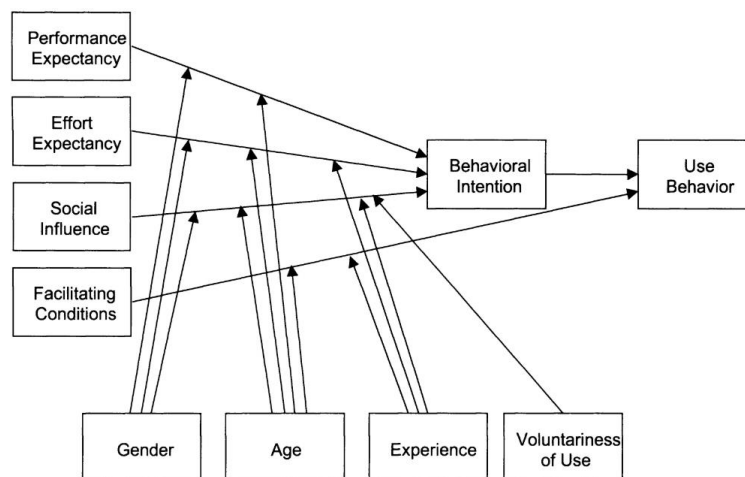 Performance
Expectancy
Effort
Expectancy
Social
Influence
Facilitating
Conditions
Behavioral
Intention
Use
Behavior
Gender
Age
Experience
Voluntariness
of Use